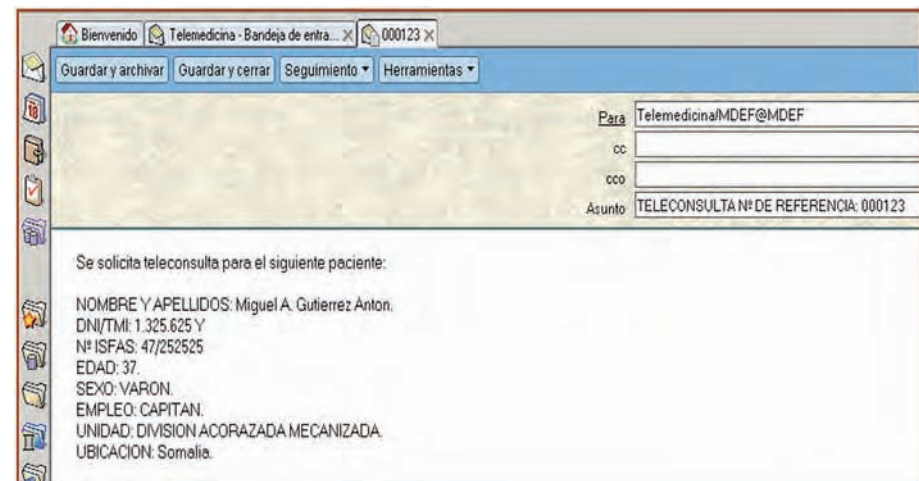 Bienvenido Telemedicina - Bandeja de entra... 000123
Guardar y archivar Guardar y cerrar Seguimiento Herramientas
18
Para Telemedicina/MDEF@MDEF
cc
cco
Asunto TELECONSULTA Nº DE REFERENCIA: 000123
Se solicita teleconsulta para el siguiente paciente:
NOMBRE Y APELLIDOS: Miguel A. Gutierrez Anton.
DNI/TMI: 1.325.625 Y
Nº ISFAS: 47/252525
EDAD: 37.
SEXO: VARON.
EMPLEO: CAPITAN.
UNIDAD: DIVISION ACORAZADA MECANIZADA.
UBICACION: Somalia.